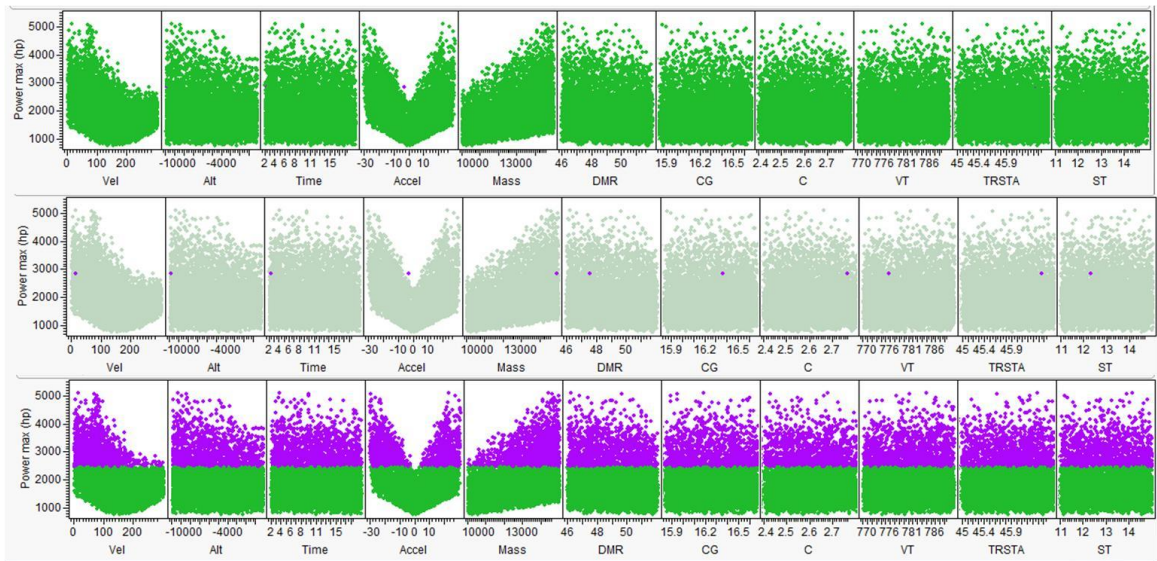 Power max (hp)
5000
4000
3000
2000
1000
0 100 200 -10000 -4000 2 4 6 8 11 15 -30 -10 0 10 10000 13000 46 48 50 15.9 16.2 16.5 2.4 2.5 2.6 2.7 770 776 781 786 45 45.4 45.9 11 12 13 14
Vel Alt Time Accel Mass DMR CG C VT TRSTA ST
Power max (hp)
5000
4000
3000
2000
1000
0 100 200 -10000 -4000 2 4 6 8 11 15 -30 -10 0 10 10000 13000 46 48 50 15.9 16.2 16.5 2.4 2.5 2.6 2.7 770 776 781 786 45 45.4 45.9 11 12 13 14
Vel Alt Time Accel Mass DMR CG C VT TRSTA ST
Power max (hp)
5000
4000
3000
2000
1000
0 100 200 -10000 -4000 2 4 6 8 11 15 -30 -10 0 10 10000 13000 46 48 50 15.9 16.2 16.5 2.4 2.5 2.6 2.7 770 776 781 786 45 45.4 45.9 11 12 13 14
Vel Alt Time Accel Mass DMR CG C VT TRSTA ST